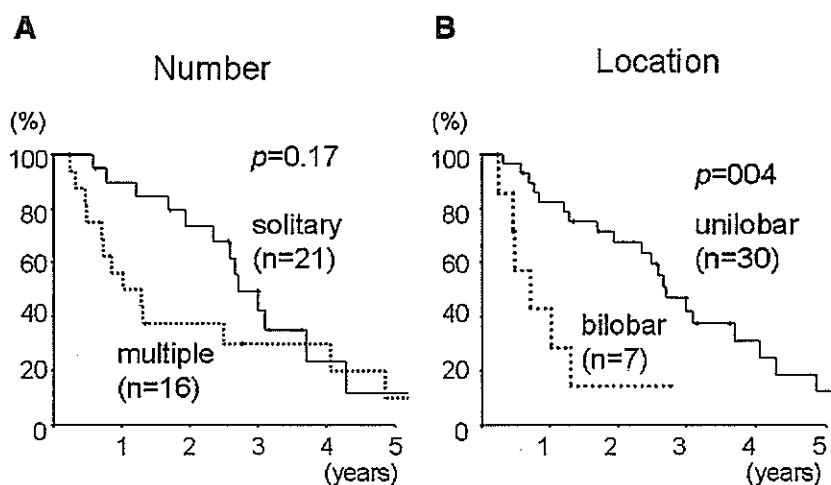 A
Number
(%)
100
80
60
40
20
0
p=0.17
solitary
(n=21)
multiple
(n=16)
1 2 3 4 5
(years)
B
Location
(%)
100
80
60
40
20
0
p=004
unilobar
(n=30)
bilobar
(n=7)
1 2 3 4 5
(years)